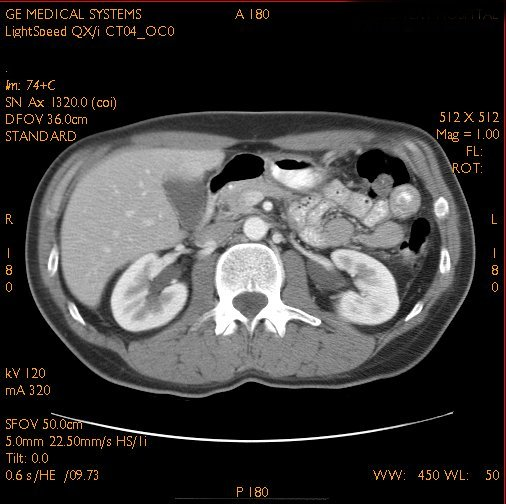 GE MEDICAL SYSTEMS
LightSpeed QX/i CT04_OC0
A 180
.
Im: 74+C
SN Ax 1320.0 (coi)
DFOV 36.0cm
STANDARD
512 X 512
Mag = 1.00
FL:
ROT:
R
I
8
0
L
I
8
0
kV 120
mA 320
SFOV 50.0cm
5.0mm 22.50mm/s HS/1i
Tilt: 0.0
0.6 s/HE /09.73
P 180
WW: 450 WL: 50